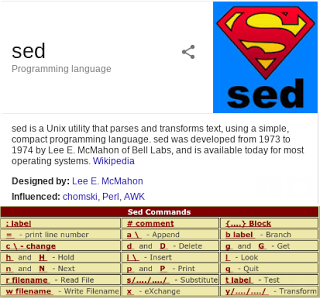 sed
Programming language
sed
sed is a Unix utility that parses and transforms text, using a simple,
compact programming language. sed was developed from 1973 to
1974 by Lee E. McMahon of Bell Labs, and is available today for most
operating systems. Wikipedia
Designed by: Lee E. McMahon
Influenced: chomski, Perl, AWK
Sed Commands
: label # comment {....} Block
= - print line number a \ - Append b label - Branch
c \ - change d and D - Delete g and G - Get
h and H - Hold i \ - Insert l - Look
n and N - Next p and P - Print q - Quit
r filename - Read File s/..../..../ - Substitute t label - Test
w filename - Write Filename x - eXchange y/..../..../ - Transform